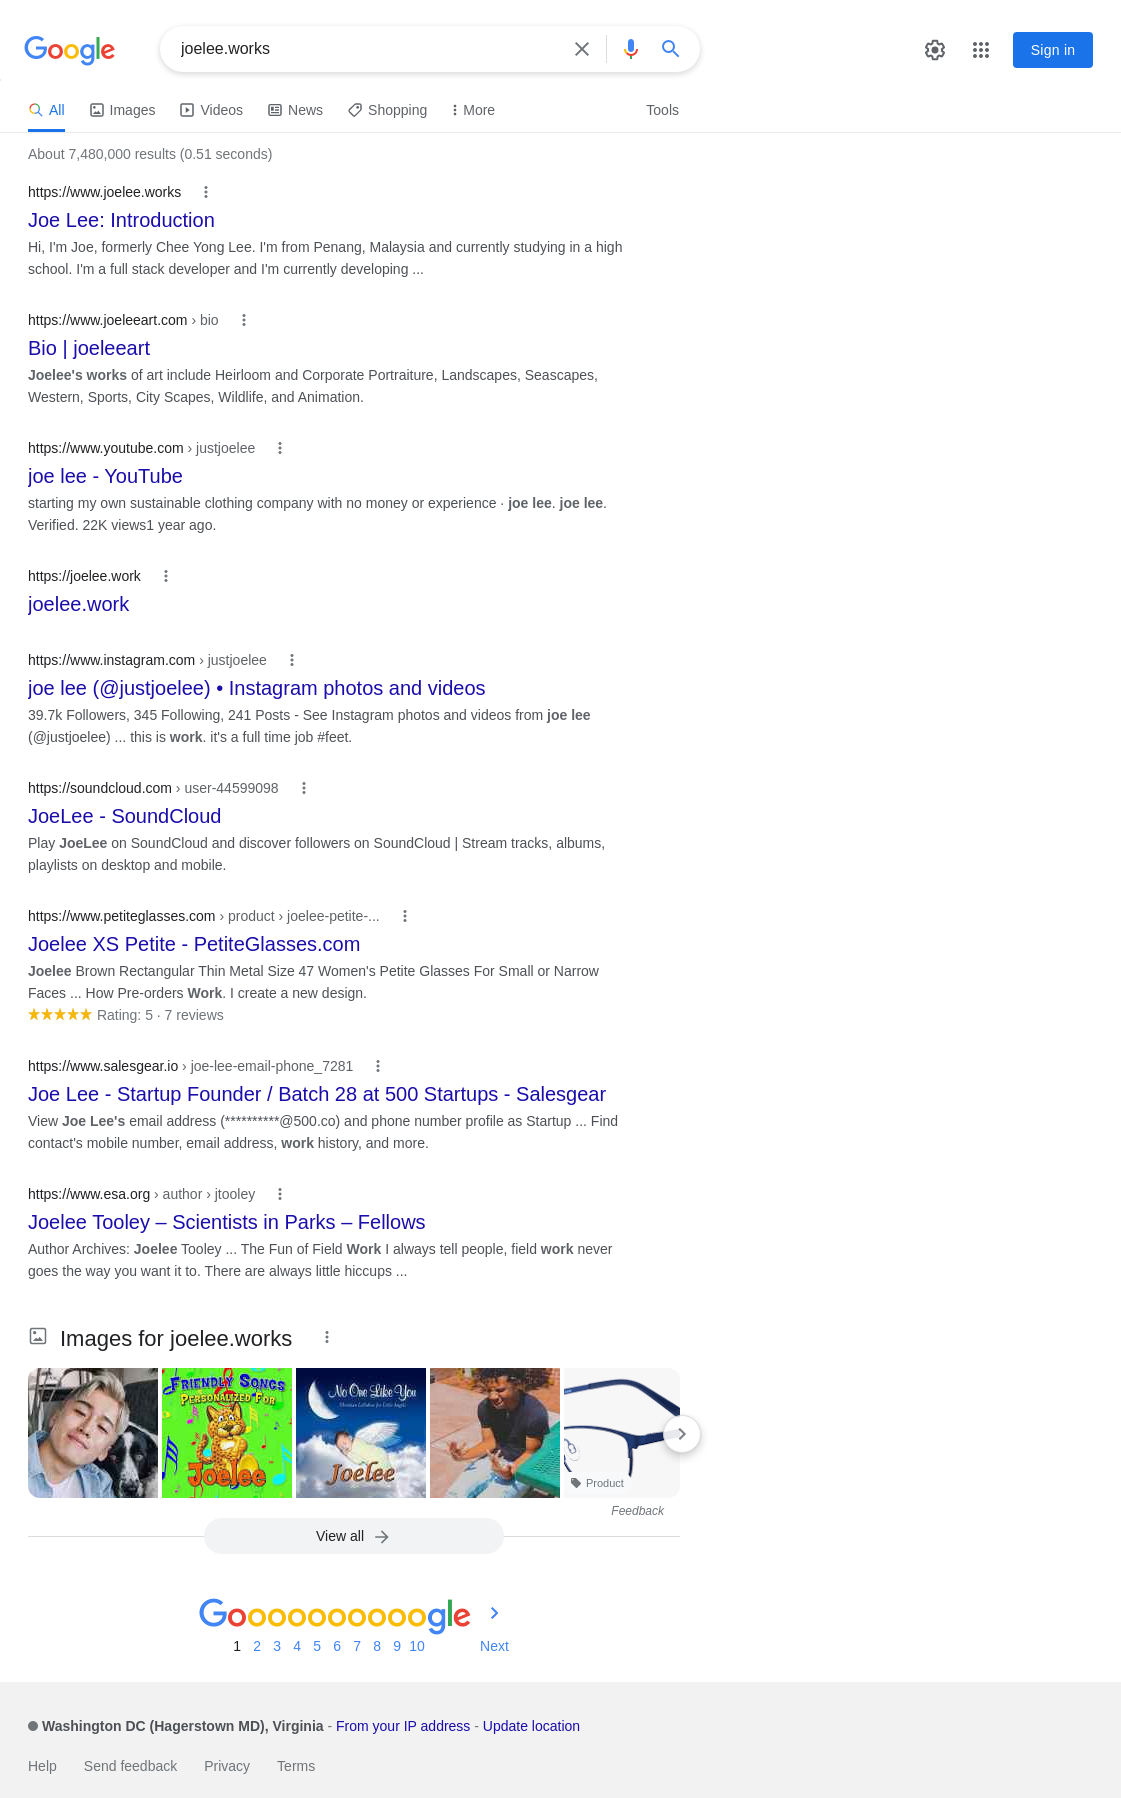 Google
joelee.works
Sign in
All Images Videos News Shopping More Tools
About 7,480,000 results (0.51 seconds)
https://www.joelee.works
Joe Lee: Introduction
Hi, I'm Joe, formerly Chee Yong Lee. I'm from Penang, Malaysia and currently studying in a high
school. I'm a full stack developer and I'm currently developing ...
https://www.joeleeart.com › bio
Bio | joeleeart
Joelee's works of art include Heirloom and Corporate Portraiture, Landscapes, Seascapes,
Western, Sports, City Scapes, Wildlife, and Animation.
https://www.youtube.com › justjoelee
joe lee - YouTube
starting my own sustainable clothing company with no money or experience · joe lee. joe lee.
Verified. 22K views1 year ago.
https://joelee.work
joelee.work
https://www.instagram.com › justjoelee
joe lee (@justjoelee) • Instagram photos and videos
39.7k Followers, 345 Following, 241 Posts - See Instagram photos and videos from joe lee
(@justjoelee) ... this is work. it's a full time job #feet.
https://soundcloud.com › user-44599098
JoeLee - SoundCloud
Play JoeLee on SoundCloud and discover followers on SoundCloud | Stream tracks, albums,
playlists on desktop and mobile.
https://www.petiteglasses.com › product › joelee-petite-...
Joelee XS Petite - PetiteGlasses.com
Joelee Brown Rectangular Thin Metal Size 47 Women's Petite Glasses For Small or Narrow
Faces ... How Pre-orders Work. I create a new design.
Rating: 5 · 7 reviews
https://www.salesgear.io › joe-lee-email-phone_7281
Joe Lee - Startup Founder / Batch 28 at 500 Startups - Salesgear
View Joe Lee's email address (**********@500.co) and phone number profile as Startup ... Find
contact's mobile number, email address, work history, and more.
https://www.esa.org › author › jtooley
Joelee Tooley – Scientists in Parks – Fellows
Author Archives: Joelee Tooley ... The Fun of Field Work I always tell people, field work never
goes the way you want it to. There are always little hiccups ...
Images for joelee.works
FRIENDLY SONGS
PERSONALIZED FOR
Joelee
No One Like You
Christian Lullabies for Little Angels
Joelee
Product
Feedback
View all
Goooooooooogle
1 2 3 4 5 6 7 8 9 10 Next
Washington DC (Hagerstown MD), Virginia - From your IP address - Update location
Help Send feedback Privacy Terms